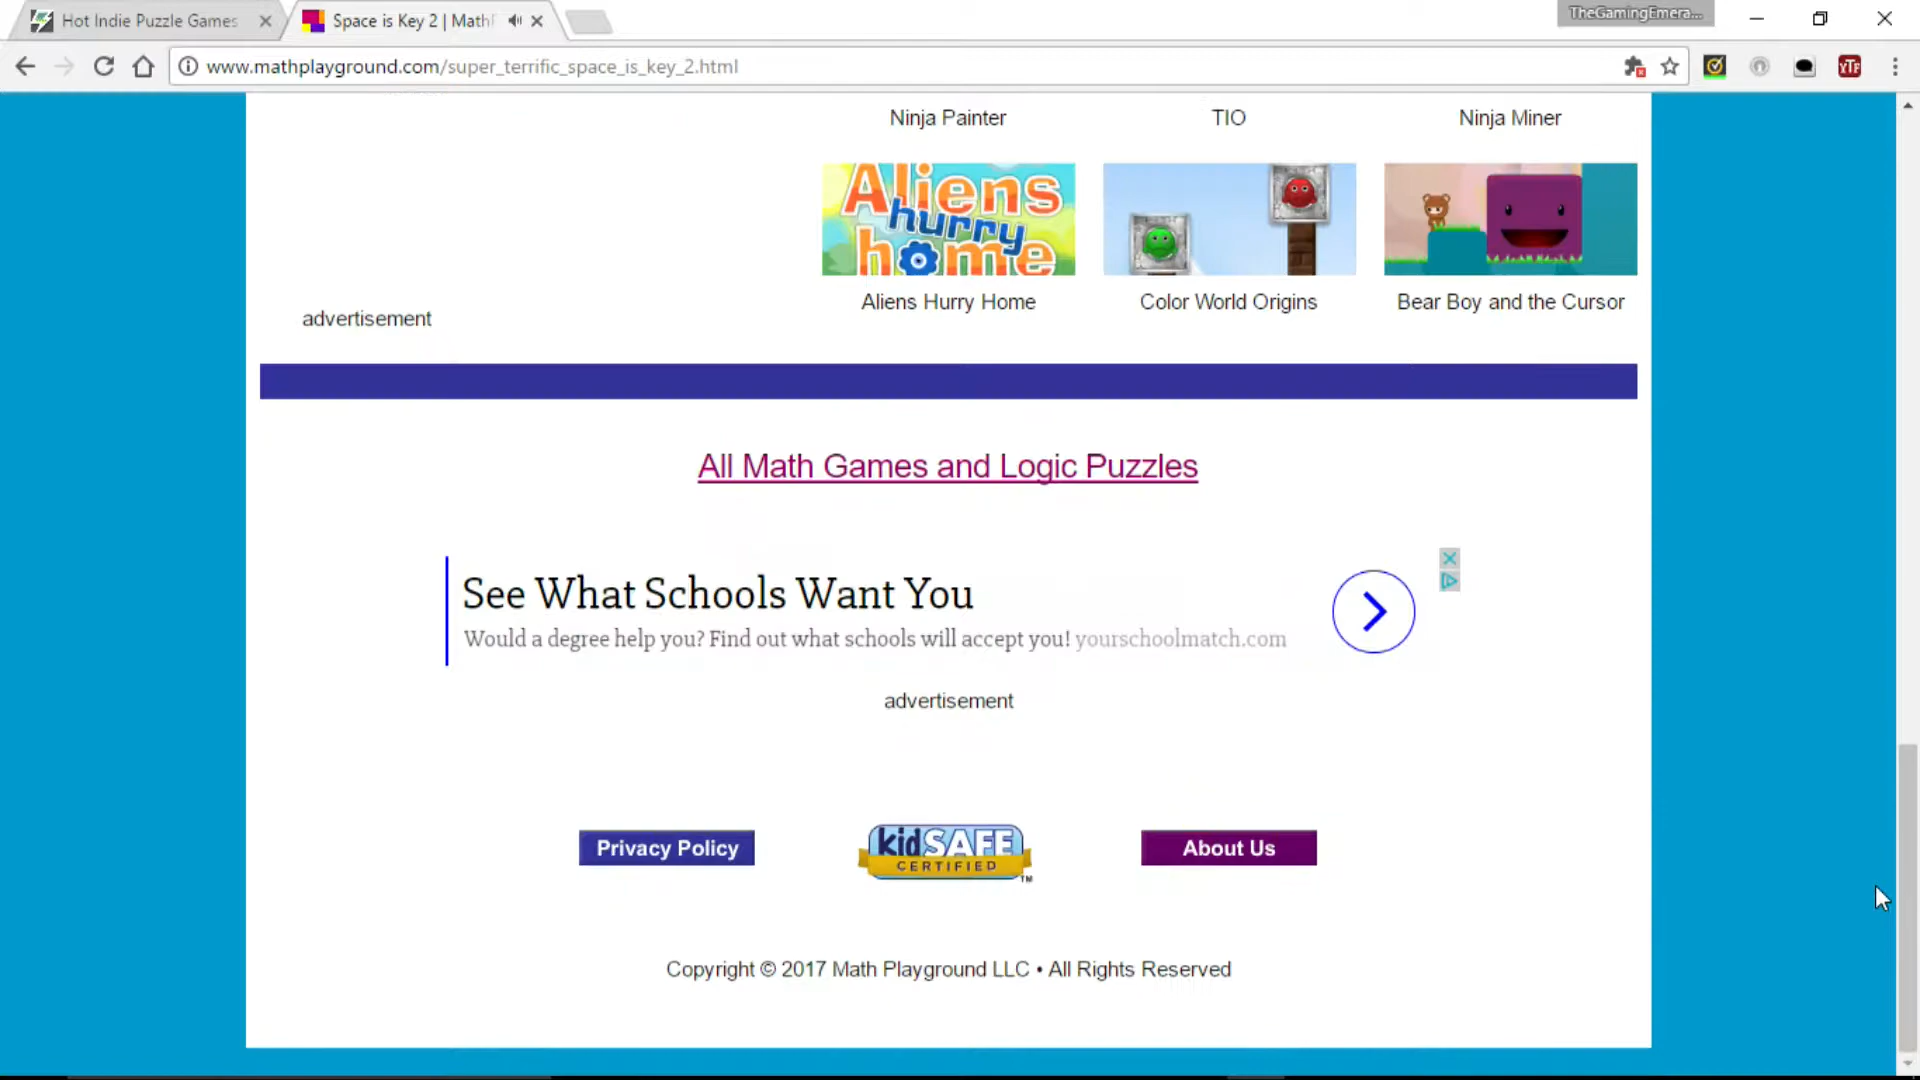 Hot Indie Puzzle Games
Space is Key 2 | Math
TheGamingEmera...
www.mathplayground.com/super_terrific_space_is_key_2.html
YTF
Ninja Painter
TIO
Ninja Miner
Aliens
hurry
home
Aliens Hurry Home
Color World Origins
Bear Boy and the Cursor
advertisement
All Math Games and Logic Puzzles
See What Schools Want You
Would a degree help you? Find out what schools will accept you! yourschoolmatch.com
advertisement
Privacy Policy
kidSAFE
CERTIFIED
TM
About Us
Copyright © 2017 Math Playground LLC • All Rights Reserved